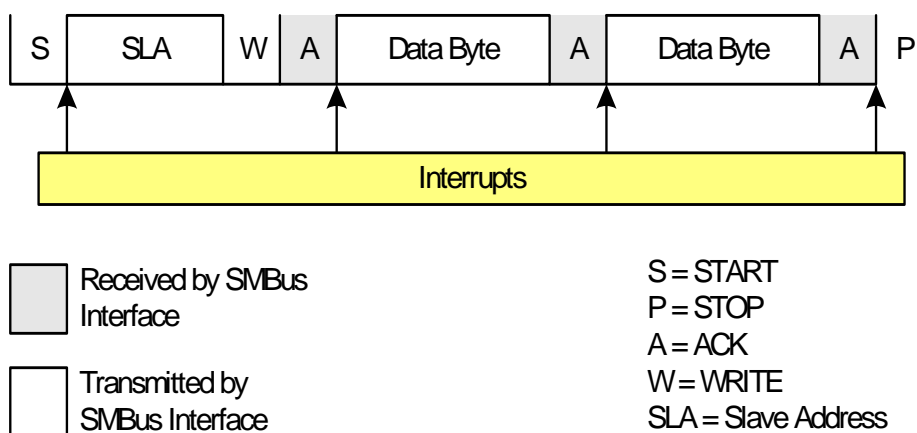 S SLA W A Data Byte A Data Byte A P
Interrupts
Received by SMBus
Interface
Transmitted by
SMBus Interface
S = START
P = STOP
A = ACK
W = WRITE
SLA = Slave Address